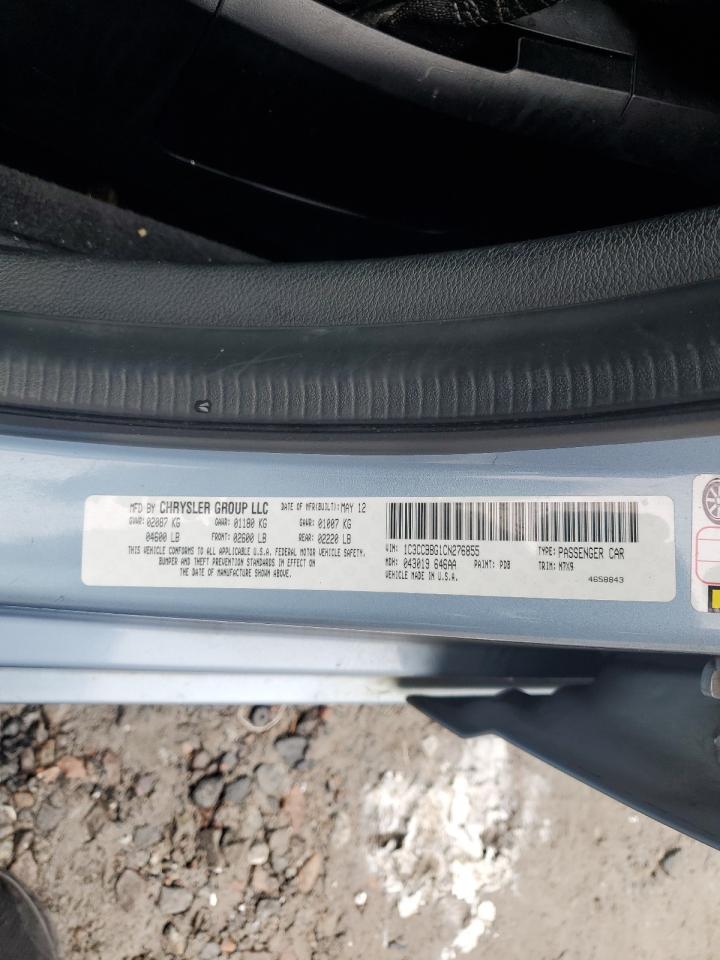 MFD BY CHRYSLER GROUP LLC DATE OF MFR(BUILT): MAY 12
GVWR: 02087 KG GAWR: 01180 KG GAWR: 01007 KG
04600 LB FRONT: 02600 LB REAR: 02220 LB
THIS VEHICLE CONFORMS TO ALL APPLICABLE U.S.A. FEDERAL MOTOR VEHICLE SAFETY,
BUMPER AND THEFT PREVENTION STANDARDS IN EFFECT ON
THE DATE OF MANUFACTURE SHOWN ABOVE.
VIN: 1C3CCBBG1CN276855 TYPE: PASSENGER CAR
MDH: 043019 646AA PAINT: PDB TRIM: M7X9
VEHICLE MADE IN U.S.A. 4658843